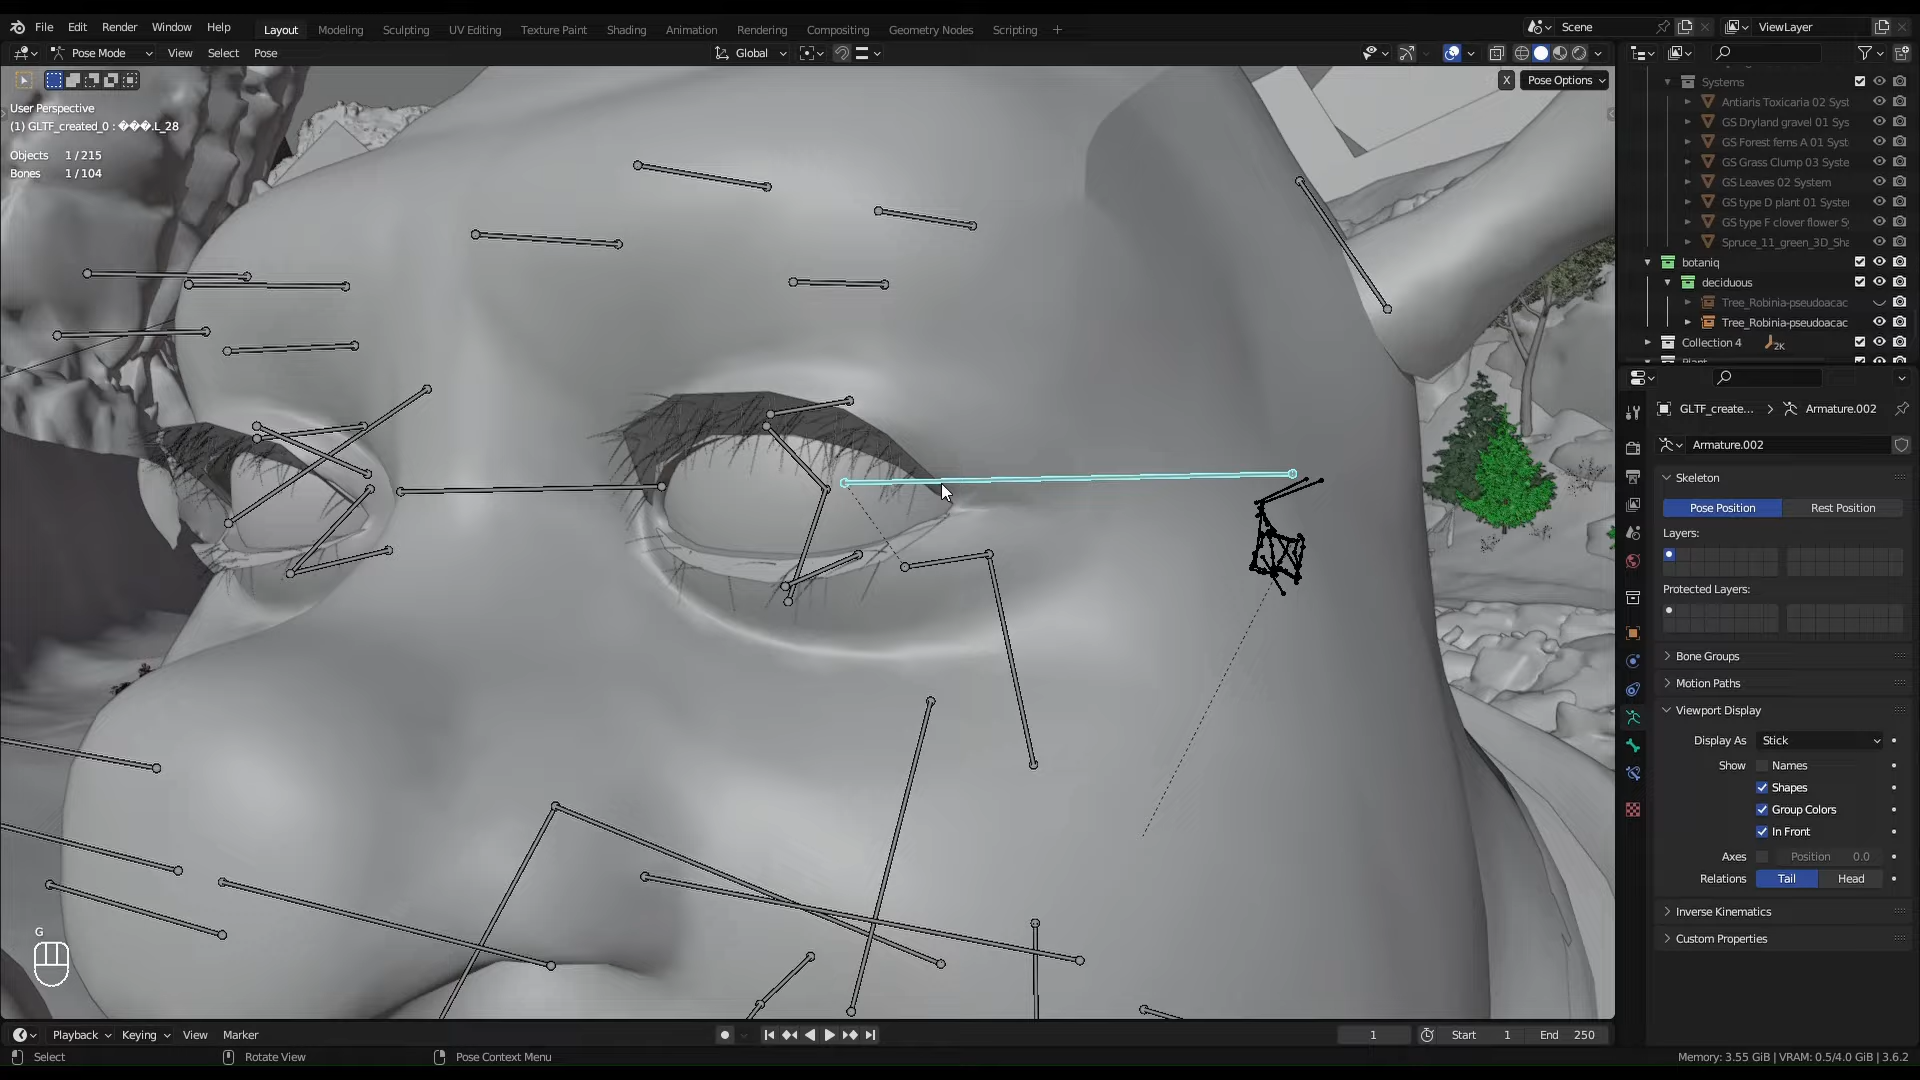 File Edit Render Window Help Layout Modeling Sculpting UV Editing Texture Paint Shading Animation Rendering Compositing Geometry Nodes Scripting + Scene ViewLayer
Pose Mode View Select Pose Global
X Pose Options
User Perspective
(1) GLTF_created_0 : ���.L_28
Objects 1 / 215
Bones 1 / 104
Systems
Antiaris Toxicaria 02 Syst
GS Dryland gravel 01 Sys
GS Forest ferns A 01 Syst
GS Grass Clump 03 Syste
GS Leaves 02 System
GS type D plant 01 Syster
GS type F clover flower Sy
Spruce_11_green_3D_Sha
botaniq
deciduous
Tree_Robinia-pseudoacac
Tree_Robinia-pseudoacac
Collection 4 2K
GLTF_create... > Armature.002
Armature.002
Skeleton
Pose Position Rest Position
Layers:
Protected Layers:
Bone Groups
Motion Paths
Viewport Display
Display As Stick
Show Names
Shapes
Group Colors
In Front
Axes Position 0.0
Relations Tail Head
Inverse Kinematics
Custom Properties
G
Playback Keying View Marker 1 Start 1 End 250
Select Rotate View Pose Context Menu Memory: 3.55 GiB | VRAM: 0.5/4.0 GiB | 3.6.2